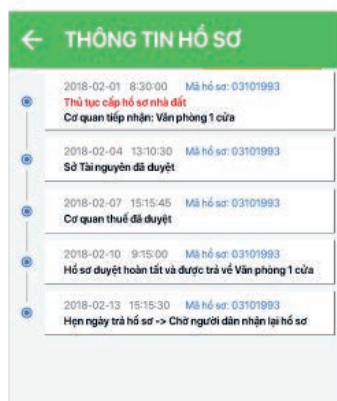 THÔNG TIN HỒ SƠ
2018-02-01 8:30:00 Mã hồ sơ: 03101993
Thủ tục cấp hồ sơ nhà đất
Cơ quan tiếp nhận: Văn phòng 1 cửa
2018-02-04 13:10:30 Mã hồ sơ: 03101993
Sở Tài nguyên đã duyệt
2018-02-07 15:15:45 Mã hồ sơ: 03101993
Cơ quan thuế đã duyệt
2018-02-10 9:15:00 Mã hồ sơ: 03101993
Hồ sơ duyệt hoàn tất và được trả về Văn phòng 1 cửa
2018-02-13 15:15:30 Mã hồ sơ: 03101993
Hẹn ngày trả hồ sơ -> Chờ người dân nhận lại hồ sơ